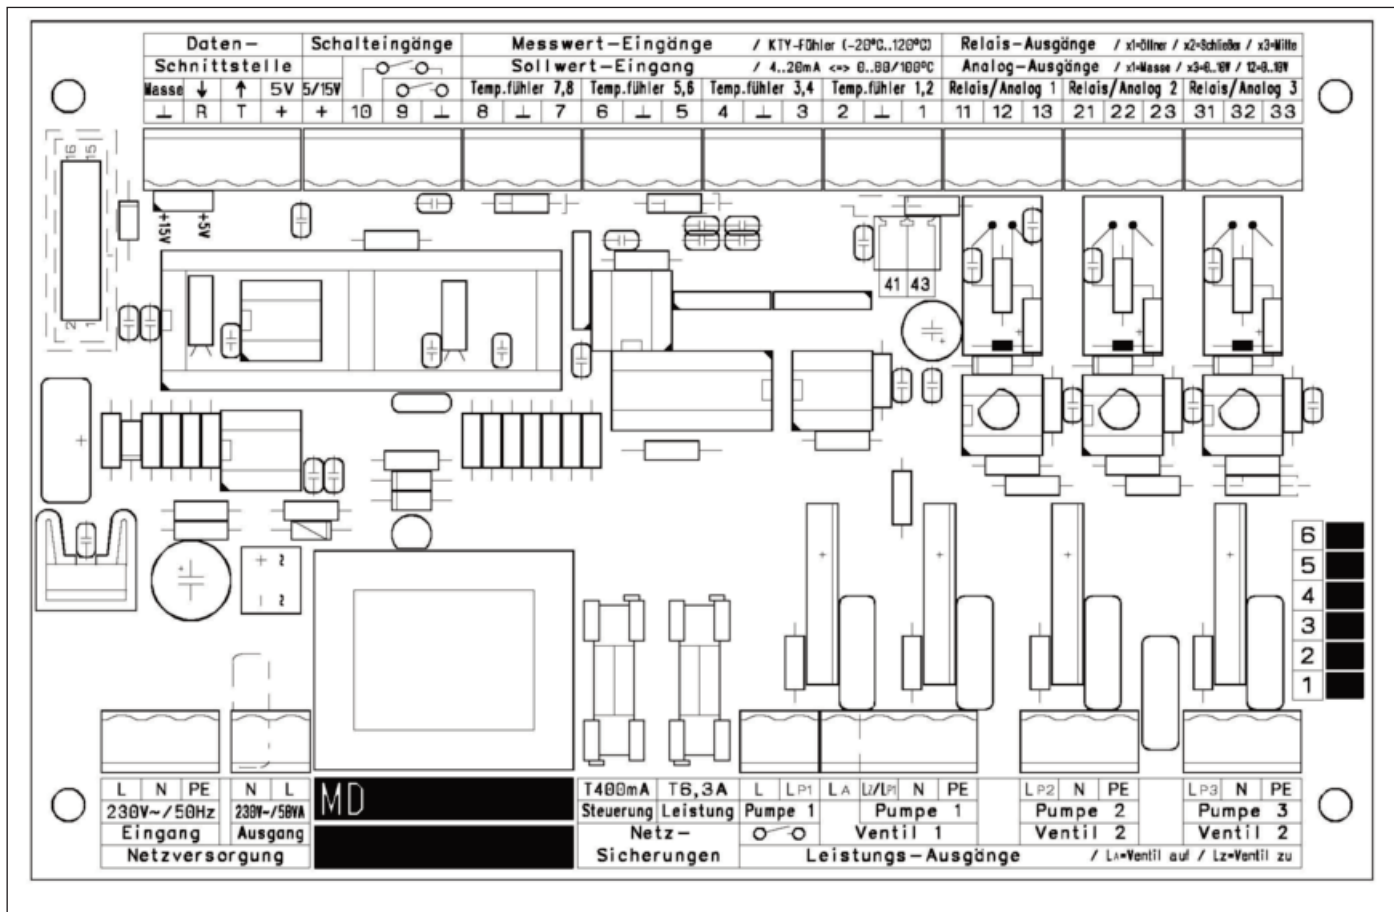 Daten- Schalteingänge Messwert-Eingänge / KTY-Fühler (-20°C..120°C) Relais-Ausgänge / x1=Öffner / x2=Schließer / x3=Mitte
Schnittstelle Sollwert-Eingang / 4..20mA <=> 0..80/100°C Analog-Ausgänge / x1=Masse / x3=0..10V / 12=0..18V
Masse ↓ ↑ 5V 5/15V Temp.fühler 7,8 Temp.fühler 5,6 Temp.fühler 3,4 Temp.fühler 1,2 Relais/Analog 1 Relais/Analog 2 Relais/Analog 3
⊥ R T + + 10 9 ⊥ 8 ⊥ 7 6 ⊥ 5 4 ⊥ 3 2 ⊥ 1 11 12 13 21 22 23 31 32 33
16 15
+15V +5V
41 43
2 1
6
5
4
3
2
1
L N PE N L MD T400mA T6,3A L LP1 LA LZ/LP1 N PE LP2 N PE LP3 N PE
230V~/50Hz 230V~/50VA Steuerung Leistung Pumpe 1 Pumpe 1 Pumpe 2 Pumpe 3
Eingang Ausgang Netz- Ventil 1 Ventil 2 Ventil 2
Netzversorgung Sicherungen Leistungs-Ausgänge / LA=Ventil auf / LZ=Ventil zu